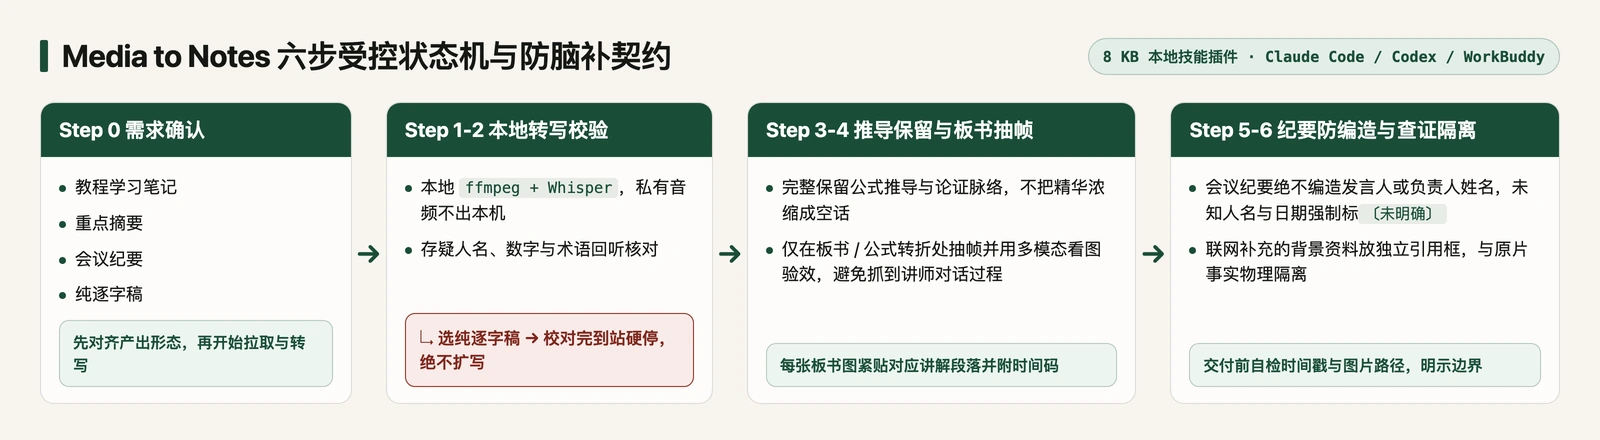 Media to Notes 六步受控状态机与防脑补契约
8 KB 本地技能插件 · Claude Code / Codex / WorkBuddy
Step 0 需求确认
教程学习笔记
重点摘要
会议纪要
纯逐字稿
先对齐产出形态，再开始拉取与转
写
Step 1-2 本地转写校验
本地 ffmpeg + Whisper，私有音
频不出本机
存疑人名、数字与术语回听核对
↳ 选纯逐字稿 → 校对完到站硬停，
绝不扩写
Step 3-4 推导保留与板书抽帧
完整保留公式推导与论证脉络，不把精华浓
缩成空话
仅在板书 / 公式转折处抽帧并用多模态看图
验效，避免抓到讲师对话过程
每张板书图紧贴对应讲解段落并附时间码
Step 5-6 纪要防编造与查证隔离
会议纪要绝不编造发言人或负责人姓名，未
知人名与日期强制标〔未明确〕
联网补充的背景资料放独立引用框，与原片
事实物理隔离
交付前自检时间戳与图片路径，明示边界